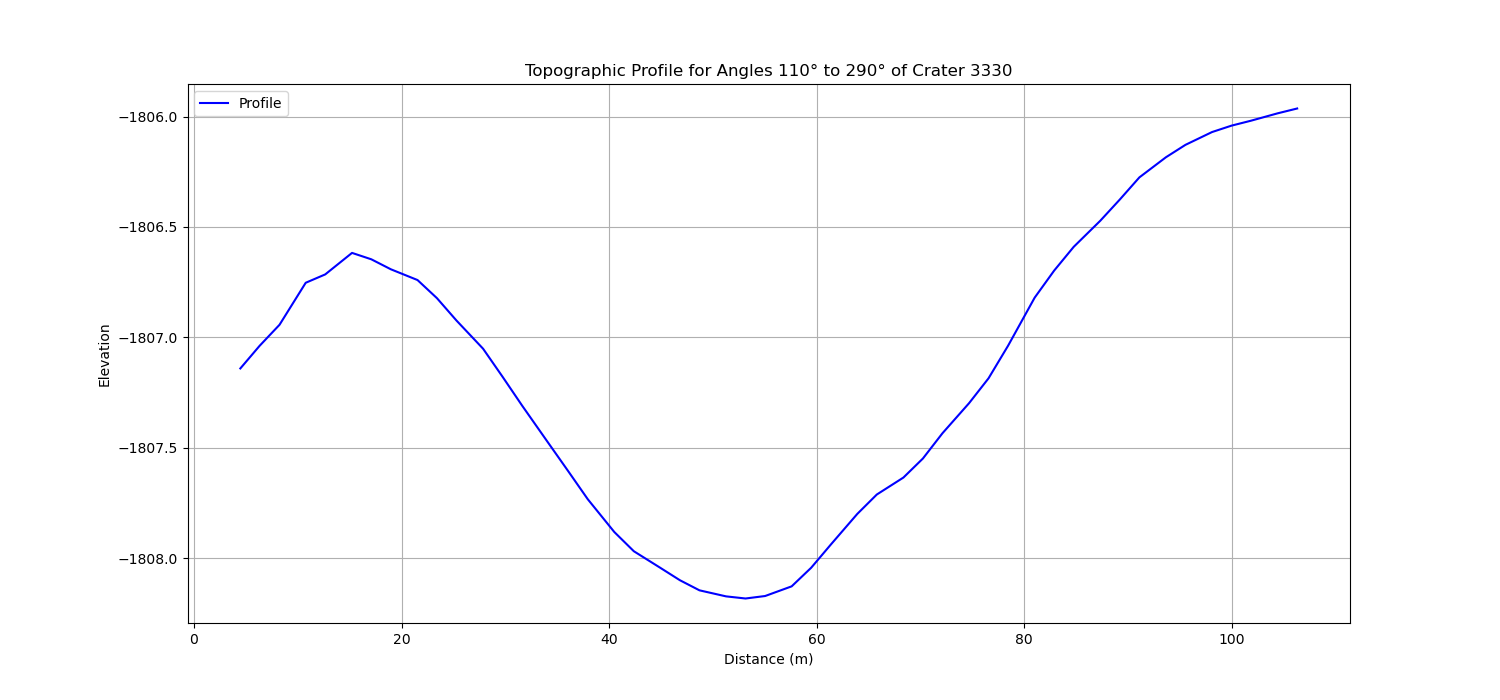 Topographic Profile for Angles 110° to 290° of Crater 3330
Profile
−1806.0
−1806.5
−1807.0
−1807.5
−1808.0
Elevation
0 20 40 60 80 100
Distance (m)